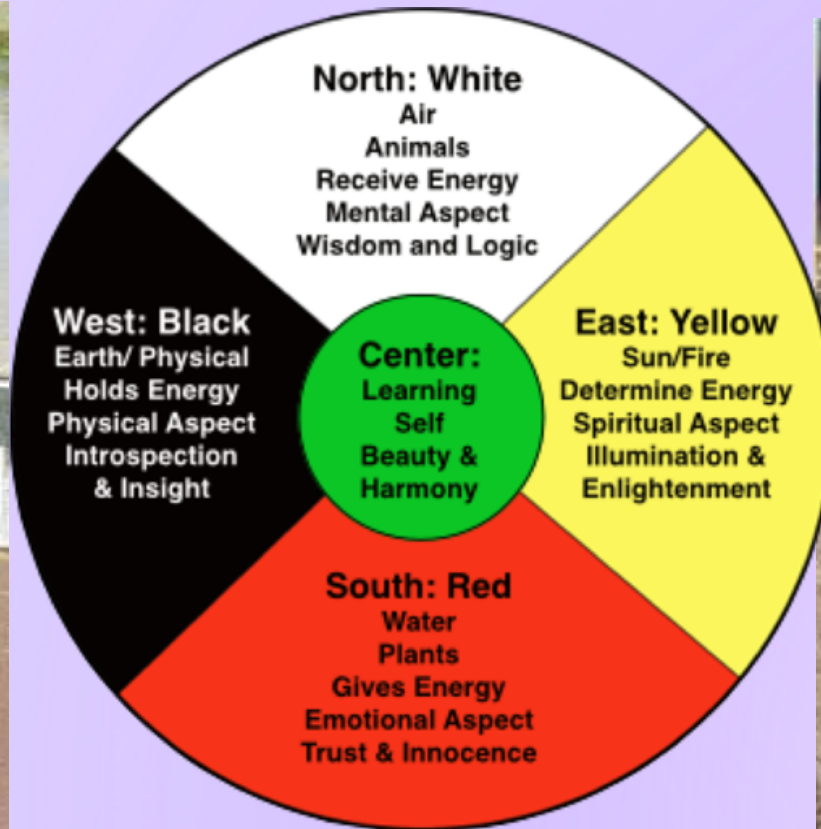 North: White
Air
Animals
Receive Energy
Mental Aspect
Wisdom and Logic
West: Black
Earth/ Physical
Holds Energy
Physical Aspect
Introspection
& Insight
Center:
Learning
Self
Beauty &
Harmony
East: Yellow
Sun/Fire
Determine Energy
Spiritual Aspect
Illumination &
Enlightenment
South: Red
Water
Plants
Gives Energy
Emotional Aspect
Trust & Innocence